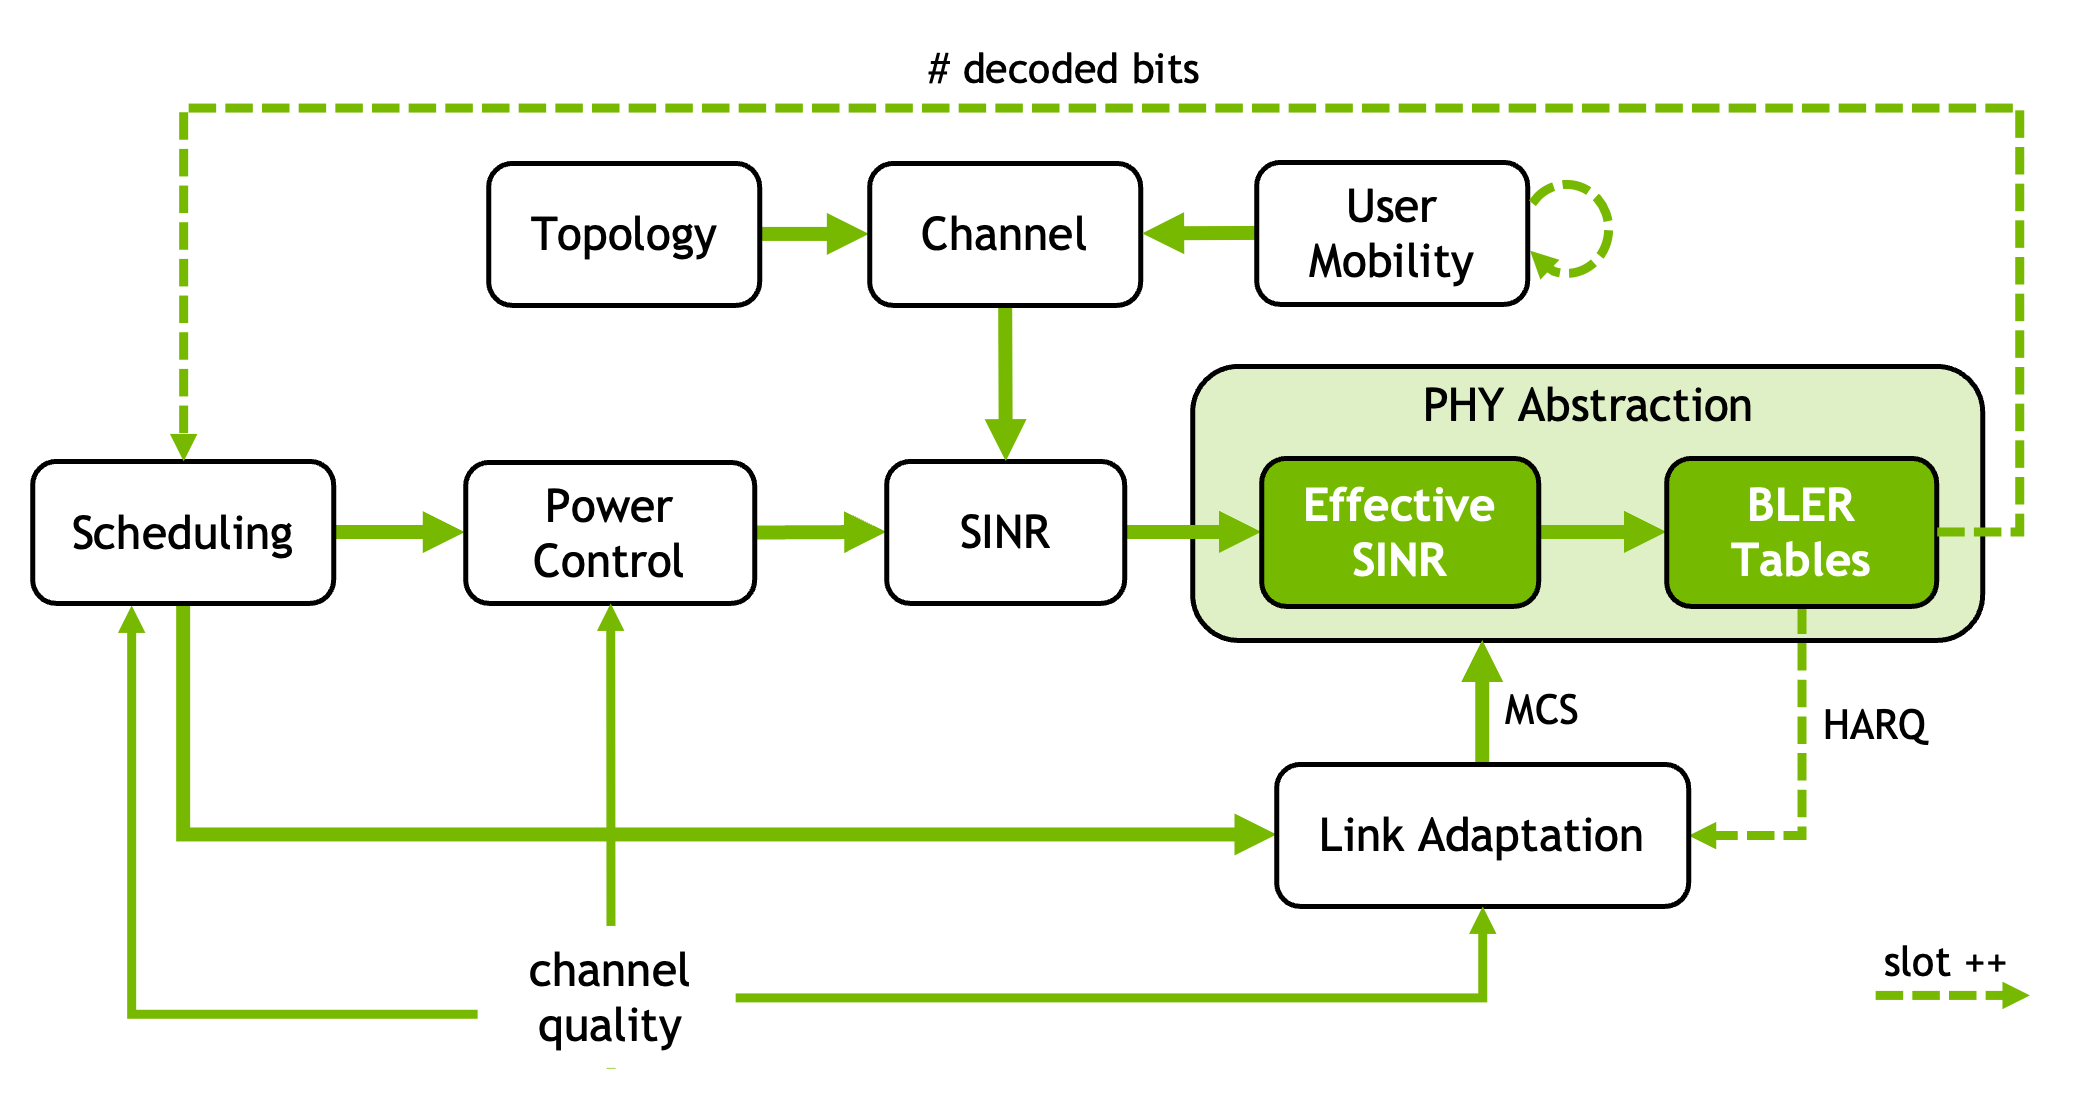 # decoded bits
Topology
Channel
User
Mobility
PHY Abstraction
Scheduling
Power
Control
SINR
Effective
SINR
BLER
Tables
MCS
HARQ
Link Adaptation
channel
quality
slot ++